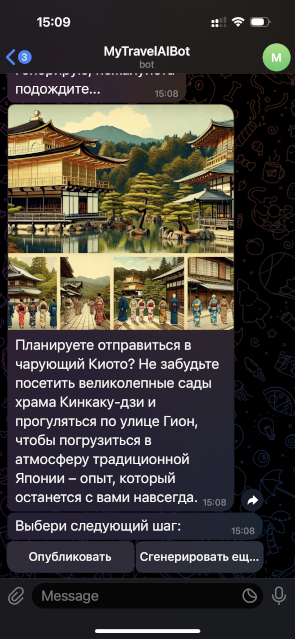 15:09
3
MyTravelAIBot
bot
M
Генерирую, пожалуйста
подождите...
15:08
Планируете отправиться в
чарующий Киото? Не забудьте
посетить великолепные сады
храма Кинкаку-дзи и
прогуляться по улице Гион,
чтобы погрузиться в
атмосферу традиционной
Японии – опыт, который
останется с вами навсегда.
15:08
Выбери следующий шаг:
15:08
Опубликовать
Сгенерировать ещ...
Message